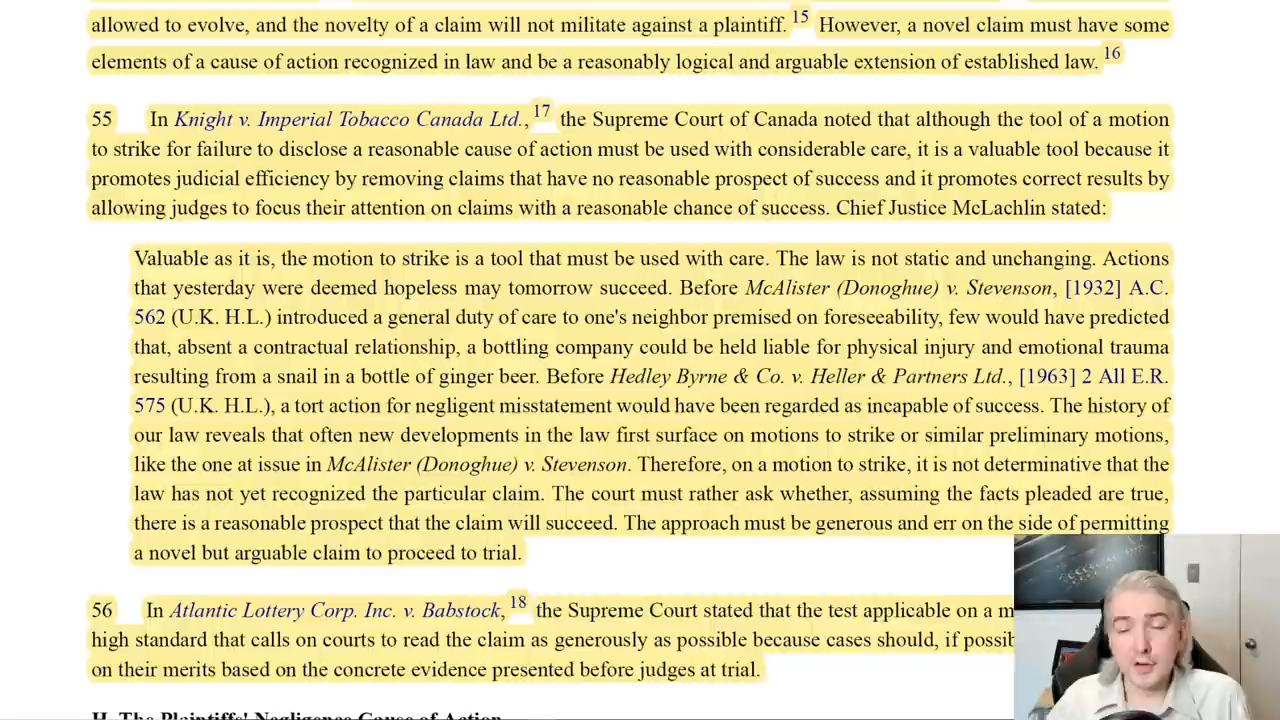 allowed to evolve, and the novelty of a claim will not militate against a plaintiff. 15 However, a novel claim must have some
elements of a cause of action recognized in law and be a reasonably logical and arguable extension of established law. 16
55 In Knight v. Imperial Tobacco Canada Ltd., 17 the Supreme Court of Canada noted that although the tool of a motion
to strike for failure to disclose a reasonable cause of action must be used with considerable care, it is a valuable tool because it
promotes judicial efficiency by removing claims that have no reasonable prospect of success and it promotes correct results by
allowing judges to focus their attention on claims with a reasonable chance of success. Chief Justice McLachlin stated:
Valuable as it is, the motion to strike is a tool that must be used with care. The law is not static and unchanging. Actions
that yesterday were deemed hopeless may tomorrow succeed. Before McAlister (Donoghue) v. Stevenson, [1932] A.C.
562 (U.K. H.L.) introduced a general duty of care to one's neighbor premised on foreseeability, few would have predicted
that, absent a contractual relationship, a bottling company could be held liable for physical injury and emotional trauma
resulting from a snail in a bottle of ginger beer. Before Hedley Byrne & Co. v. Heller & Partners Ltd., [1963] 2 All E.R.
575 (U.K. H.L.), a tort action for negligent misstatement would have been regarded as incapable of success. The history of
our law reveals that often new developments in the law first surface on motions to strike or similar preliminary motions,
like the one at issue in McAlister (Donoghue) v. Stevenson. Therefore, on a motion to strike, it is not determinative that the
law has not yet recognized the particular claim. The court must rather ask whether, assuming the facts pleaded are true,
there is a reasonable prospect that the claim will succeed. The approach must be generous and err on the side of permitting
a novel but arguable claim to proceed to trial.
56 In Atlantic Lottery Corp. Inc. v. Babstock, 18 the Supreme Court stated that the test applicable on a
high standard that calls on courts to read the claim as generously as possible because cases should, if
on their merits based on the concrete evidence presented before judges at trial.
H. The Plaintiffs' Negligence Cause of Action